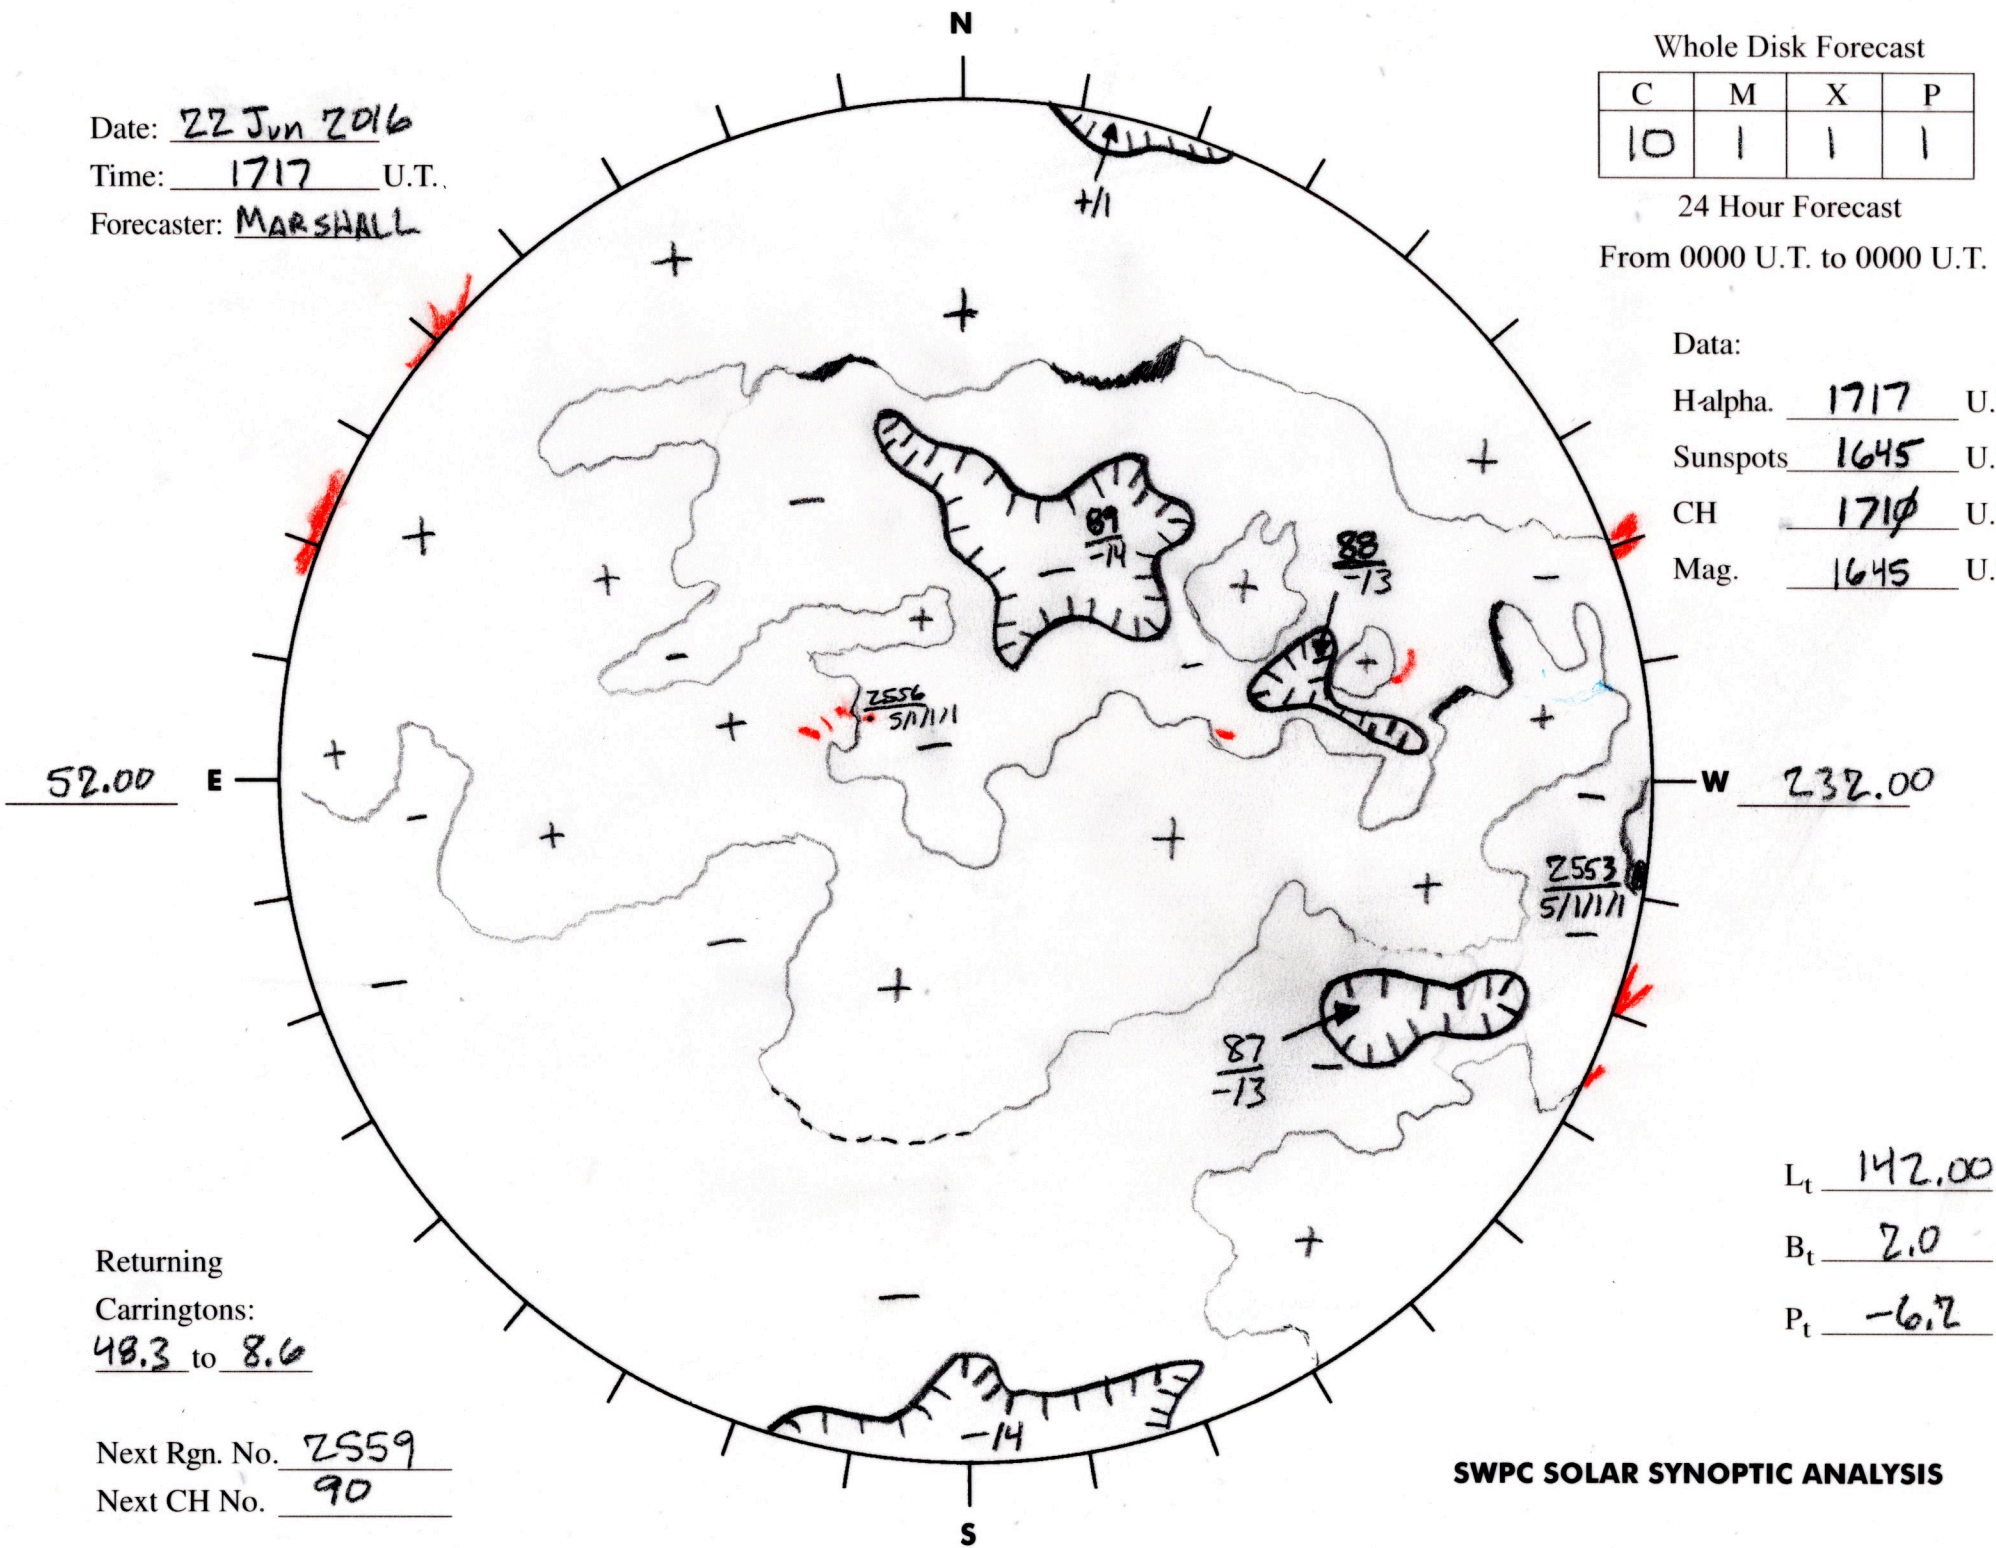 N
Date: 22 Jun 2016
Time: 1717 U.T.
Forecaster: MARSHALL
Whole Disk Forecast
C M X P
10 1 1 1
24 Hour Forecast
From 0000 U.T. to 0000 U.T.
Data:
H-alpha. 1717 U.
Sunspots 1645 U.
CH 1710 U.
Mag. 1645 U.
+/1
+
+
+
-
+
89
-14
-
88
-13
+
+
+
-
+
-
+
-
+
2556
5/1/1/1
-
+
+
52.00 E
W 232.00
-
-
+
+
+
2553
5/1/1/1
-
-
-
+
87
-13
-
+
-
-14
Lt 142.00
Bt 2.0
Pt -6.2
Returning
Carringtons:
48.3 to 8.6
Next Rgn. No. 2559
Next CH No. 90
SWPC SOLAR SYNOPTIC ANALYSIS
S